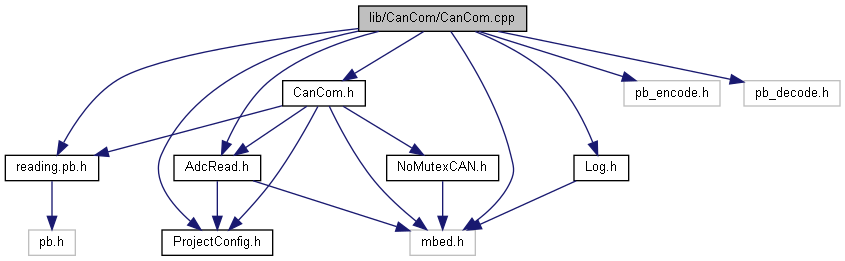 lib/CanCom/CanCom.cpp
CanCom.h
pb_encode.h
pb_decode.h
reading.pb.h
AdcRead.h
NoMutexCAN.h
Log.h
pb.h
ProjectConfig.h
mbed.h